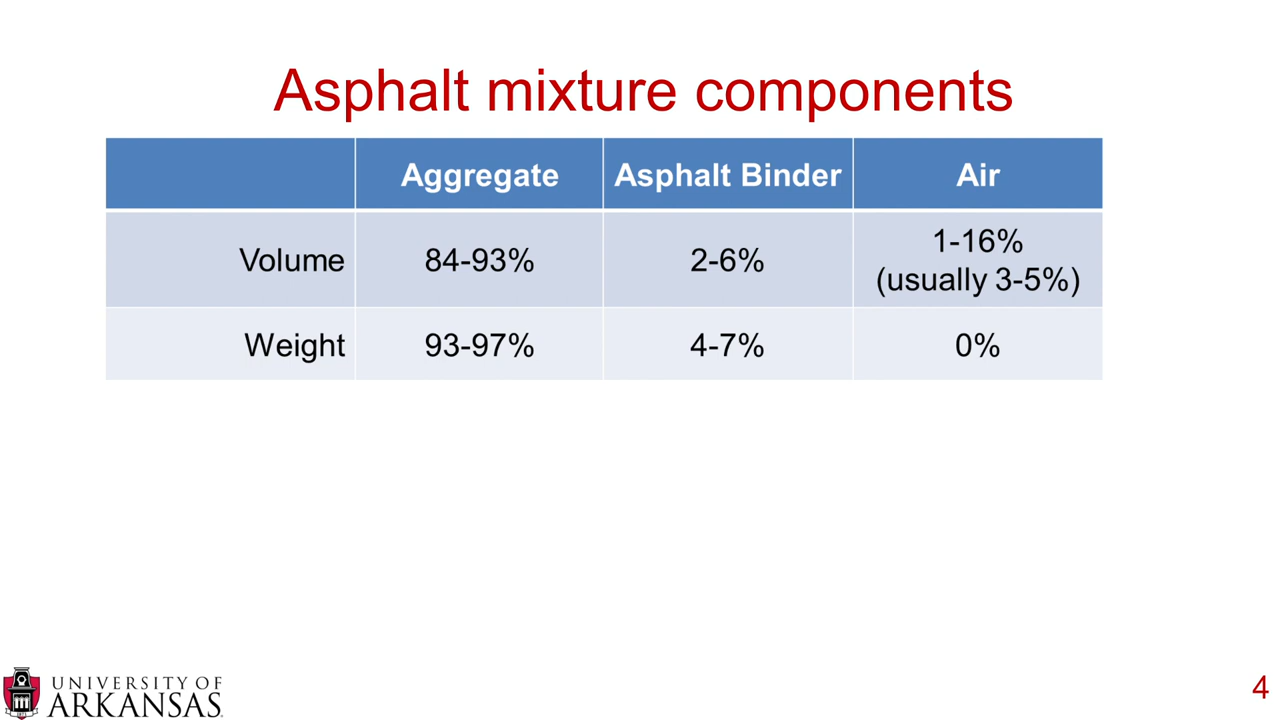 Asphalt mixture components
Aggregate Asphalt Binder Air
Volume 84-93% 2-6% 1-16%
(usually 3-5%)
Weight 93-97% 4-7% 0%
UNIVERSITY OF
ARKANSAS
4